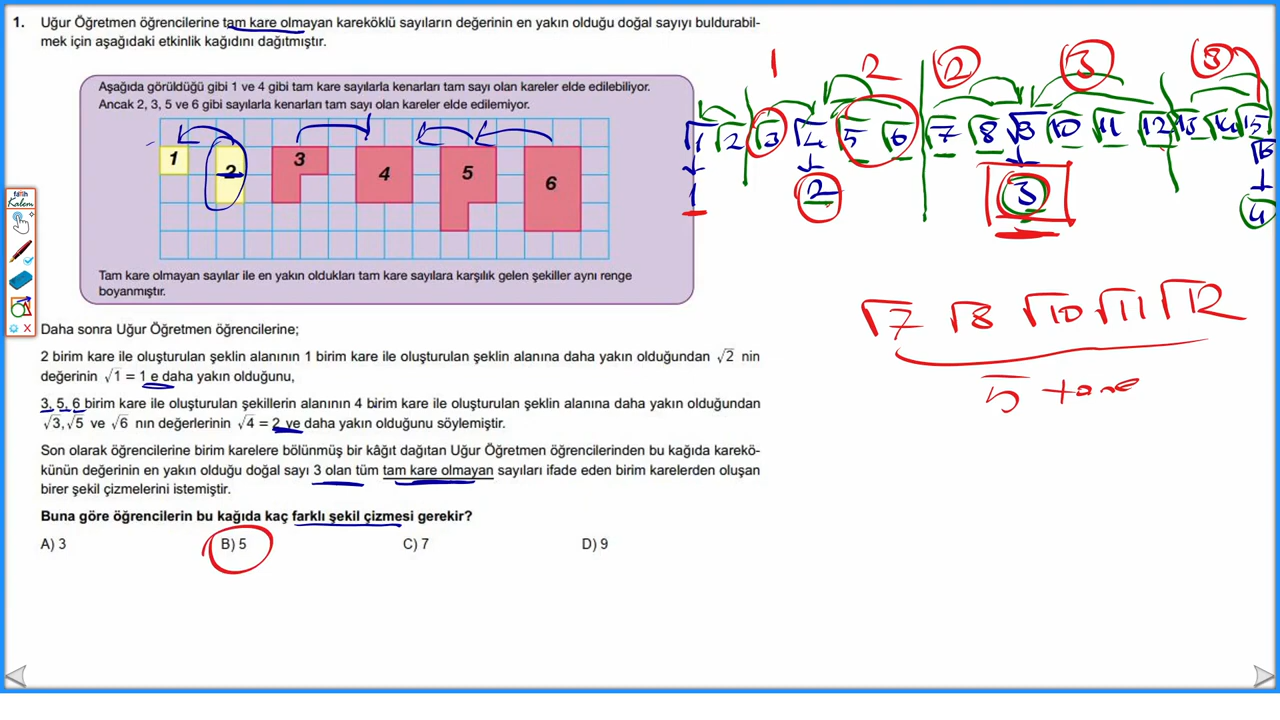 1. Uğur Öğretmen öğrencilerine tam kare olmayan kareköklü sayıların değerinin en yakın olduğu doğal sayıyı buldurabil-
mek için aşağıdaki etkinlik kağıdını dağıtmıştır.
Aşağıda görüldüğü gibi 1 ve 4 gibi tam kare sayılarla kenarları tam sayı olan kareler elde edilebiliyor.
Ancak 2, 3, 5 ve 6 gibi sayılarla kenarları tam sayı olan kareler elde edilemiyor.
1 2 3 4 5 6
Tam kare olmayan sayılar ile en yakın oldukları tam kare sayılara karşılık gelen şekiller aynı renge
boyanmıştır.
1 2 2 3 3
√1 √2 √3 √4 √5 √6 √7 √8 √9 √10 √11 √12 √13 √14 √15
√16
1 2 3 4
√7 √8 √10 √11 √12
5 tane
fatih
Kalem
Daha sonra Uğur Öğretmen öğrencilerine;
2 birim kare ile oluşturulan şeklin alanının 1 birim kare ile oluşturulan şeklin alanına daha yakın olduğundan √2 nin
değerinin √1 = 1 e daha yakın olduğunu,
3, 5, 6 birim kare ile oluşturulan şekillerin alanının 4 birim kare ile oluşturulan şeklin alanına daha yakın olduğundan
√3, √5 ve √6 nın değerlerinin √4 = 2 ye daha yakın olduğunu söylemiştir.
Son olarak öğrencilerine birim karelere bölünmüş bir kâğıt dağıtan Uğur Öğretmen öğrencilerinden bu kağıda karekö-
künün değerinin en yakın olduğu doğal sayı 3 olan tüm tam kare olmayan sayıları ifade eden birim karelerden oluşan
birer şekil çizmelerini istemiştir.
Buna göre öğrencilerin bu kağıda kaç farklı şekil çizmesi gerekir?
A) 3 B) 5 C) 7 D) 9